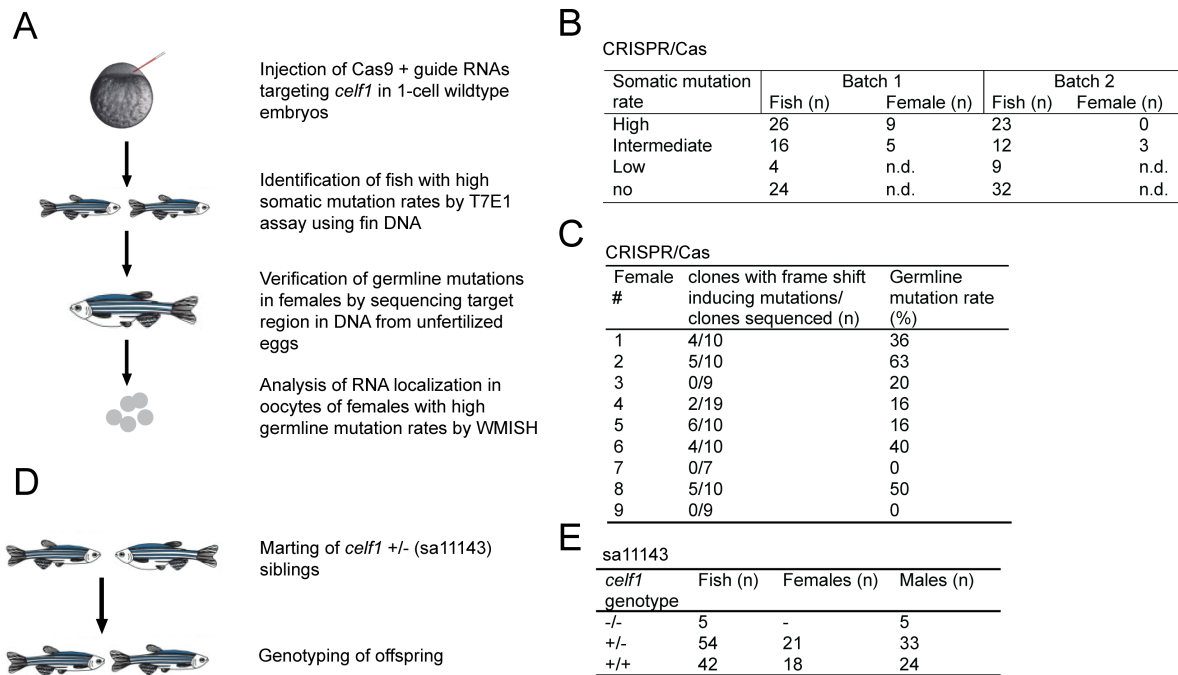 A
Injection of Cas9 + guide RNAs
targeting celf1 in 1-cell wildtype
embryos
Identification of fish with high
somatic mutation rates by T7E1
assay using fin DNA
Verification of germline mutations
in females by sequencing target
region in DNA from unfertilized
eggs
Analysis of RNA localization in
oocytes of females with high
germline mutation rates by WMISH
B
CRISPR/Cas
Somatic mutation rate Batch 1 Batch 2
Fish (n) Female (n) Fish (n) Female (n)
High 26 9 23 0
Intermediate 16 5 12 3
Low 4 n.d. 9 n.d.
no 24 n.d. 32 n.d.
C
CRISPR/Cas
Female clones with frame shift Germline
# inducing mutations/ mutation rate
clones sequenced (n) (%)
1 4/10 36
2 5/10 63
3 0/9 20
4 2/19 16
5 6/10 16
6 4/10 40
7 0/7 0
8 5/10 50
9 0/9 0
D
Marting of celf1 +/- (sa11143)
siblings
Genotyping of offspring
E
sa11143
celf1 Fish (n) Females (n) Males (n)
genotype
-/- 5 - 5
+/- 54 21 33
+/+ 42 18 24